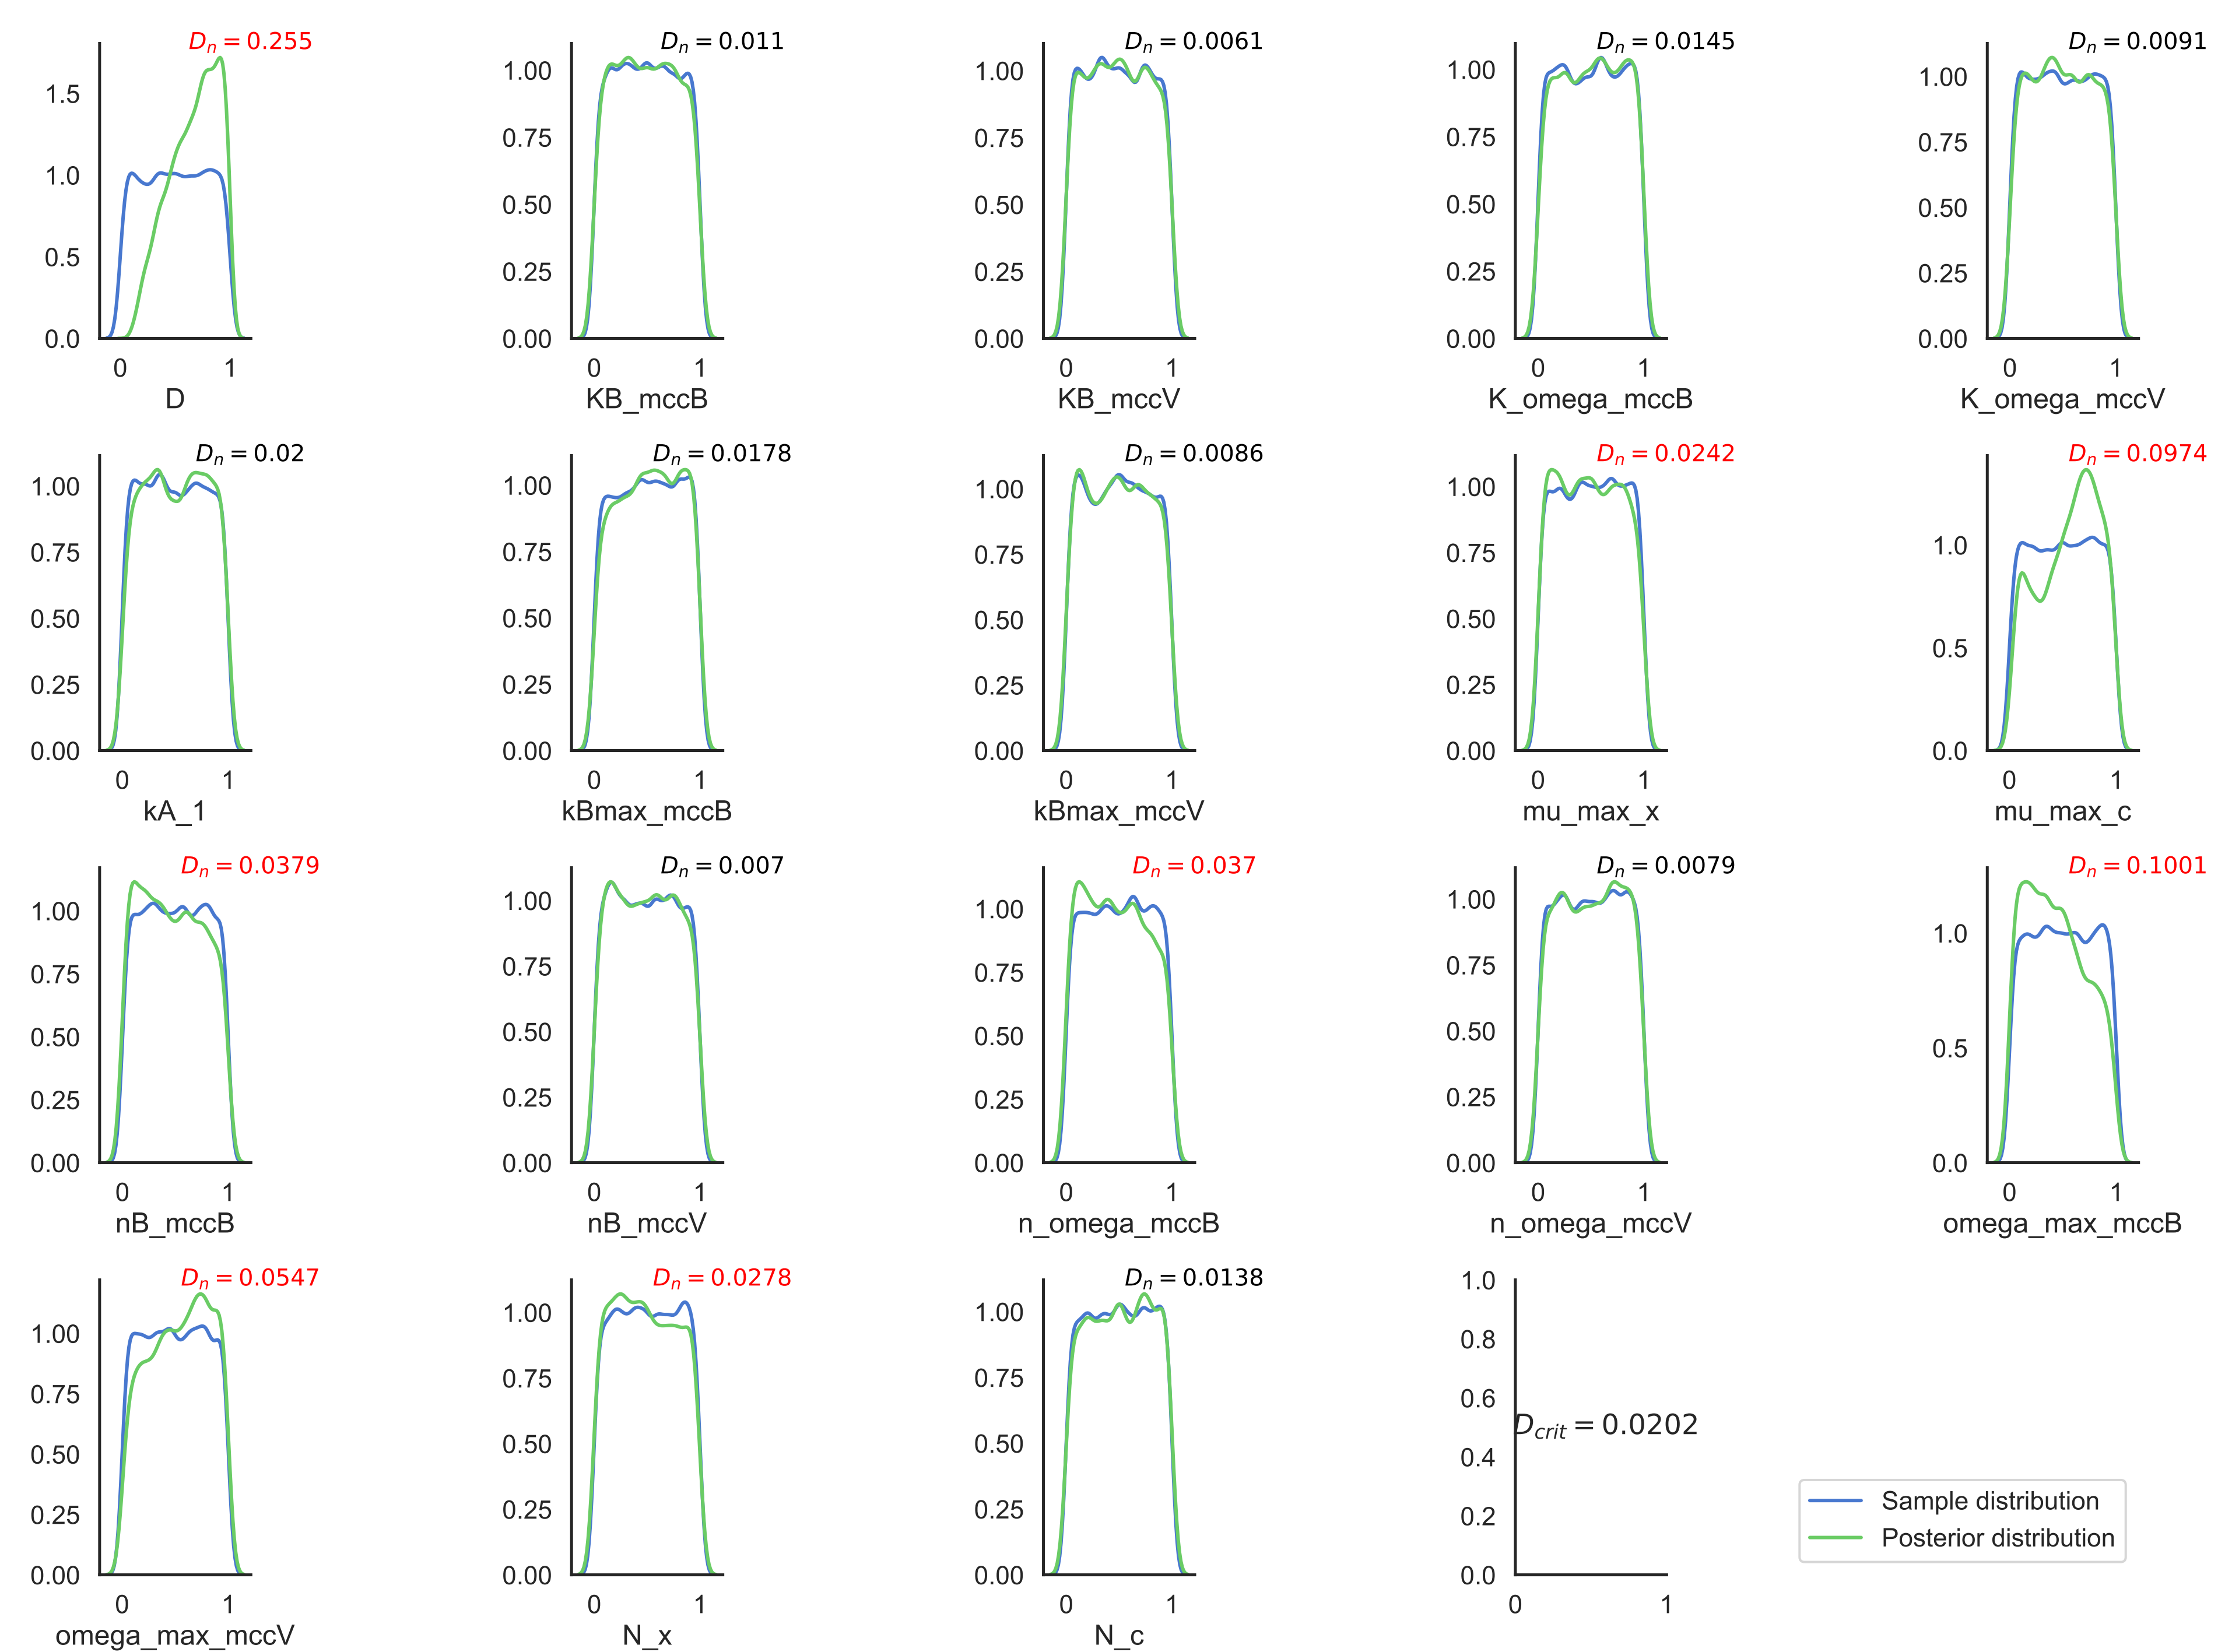 D_n = 0.255
1.5
1.0
0.5
0.0
0 1
D
D_n = 0.011
1.00
0.75
0.50
0.25
0.00
0 1
KB_mccB
D_n = 0.0061
1.00
0.75
0.50
0.25
0.00
0 1
KB_mccV
D_n = 0.0145
1.00
0.75
0.50
0.25
0.00
0 1
K_omega_mccB
D_n = 0.0091
1.00
0.75
0.50
0.25
0.00
0 1
K_omega_mccV
D_n = 0.02
1.00
0.75
0.50
0.25
0.00
0 1
kA_1
D_n = 0.0178
1.00
0.75
0.50
0.25
0.00
0 1
kBmax_mccB
D_n = 0.0086
1.00
0.75
0.50
0.25
0.00
0 1
kBmax_mccV
D_n = 0.0242
1.00
0.75
0.50
0.25
0.00
0 1
mu_max_x
D_n = 0.0974
1.0
0.5
0.0
0 1
mu_max_c
D_n = 0.0379
1.00
0.75
0.50
0.25
0.00
0 1
nB_mccB
D_n = 0.007
1.00
0.75
0.50
0.25
0.00
0 1
nB_mccV
D_n = 0.037
1.00
0.75
0.50
0.25
0.00
0 1
n_omega_mccB
D_n = 0.0079
1.00
0.75
0.50
0.25
0.00
0 1
n_omega_mccV
D_n = 0.1001
1.0
0.5
0.0
0 1
omega_max_mccB
D_n = 0.0547
1.00
0.75
0.50
0.25
0.00
0 1
omega_max_mccV
D_n = 0.0278
1.00
0.75
0.50
0.25
0.00
0 1
N_x
D_n = 0.0138
1.00
0.75
0.50
0.25
0.00
0 1
N_c
1.0
0.8
0.6
D_crit = 0.0202
0.4
0.2
0.0
0 1
Sample distribution
Posterior distribution